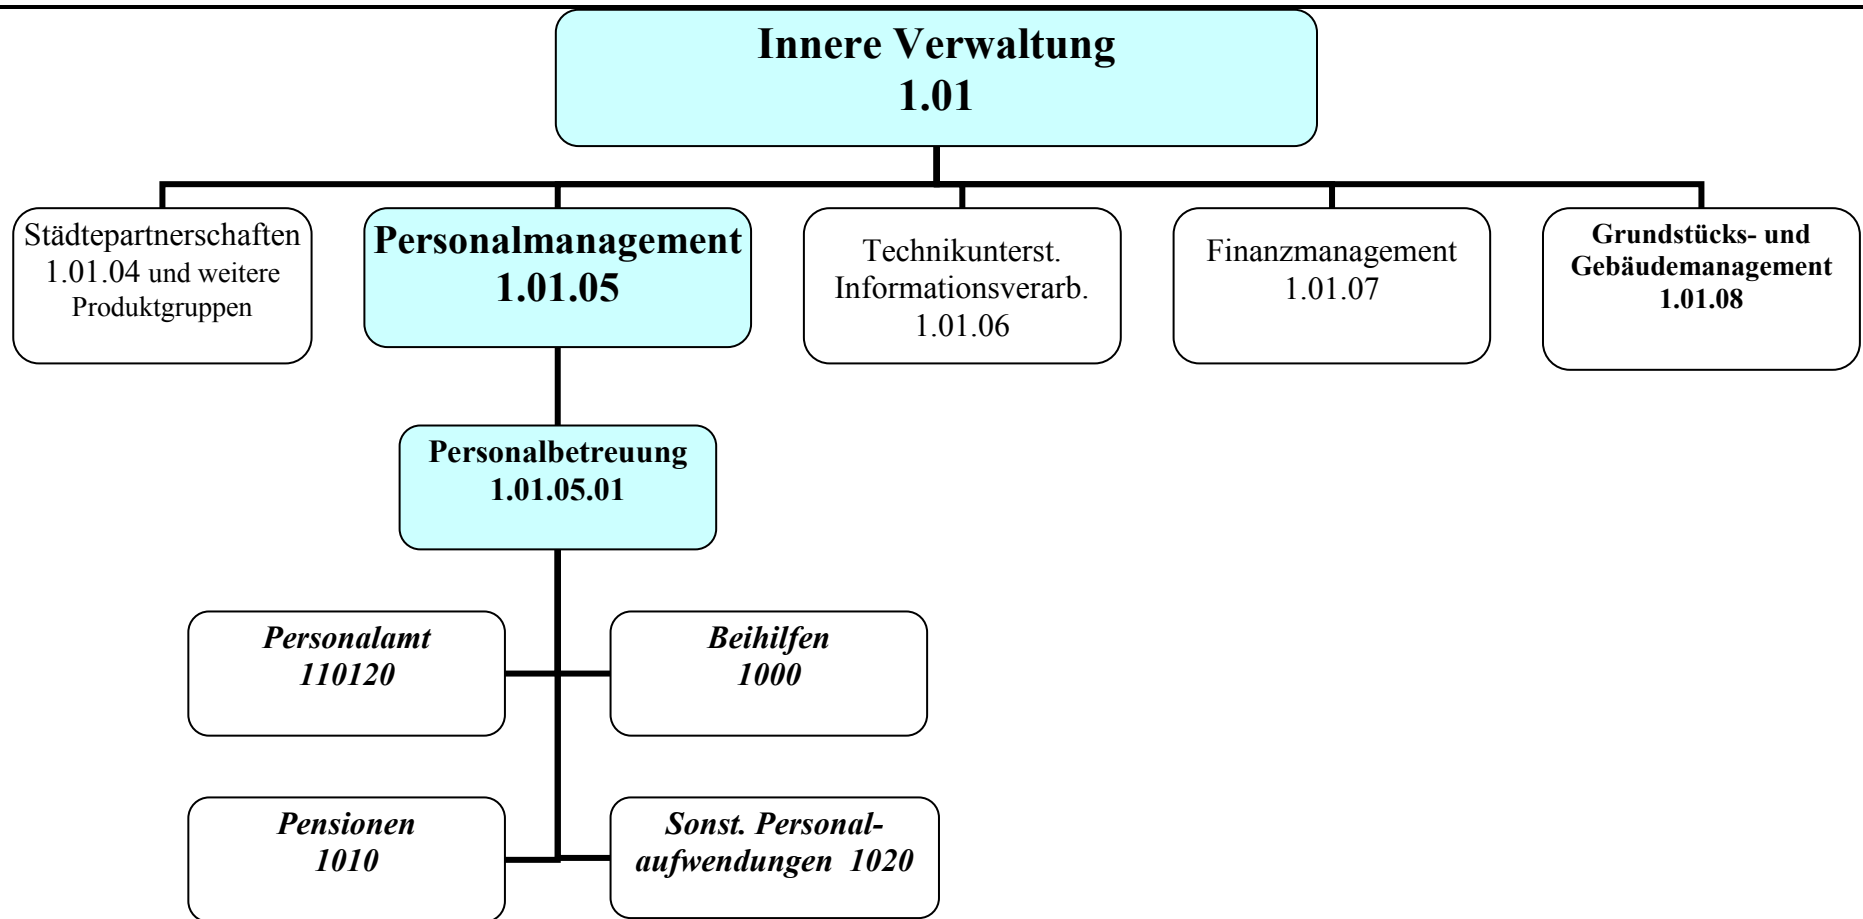 Innere Verwaltung
1.01
Städtepartnerschaften
1.01.04 und weitere
Produktgruppen
Personalmanagement
1.01.05
Technikunterst.
Informationsverarb.
1.01.06
Finanzmanagement
1.01.07
Grundstücks- und
Gebäudemanagement
1.01.08
Personalbetreuung
1.01.05.01
Personalamt
110120
Beihilfen
1000
Pensionen
1010
Sonst. Personal-
aufwendungen 1020